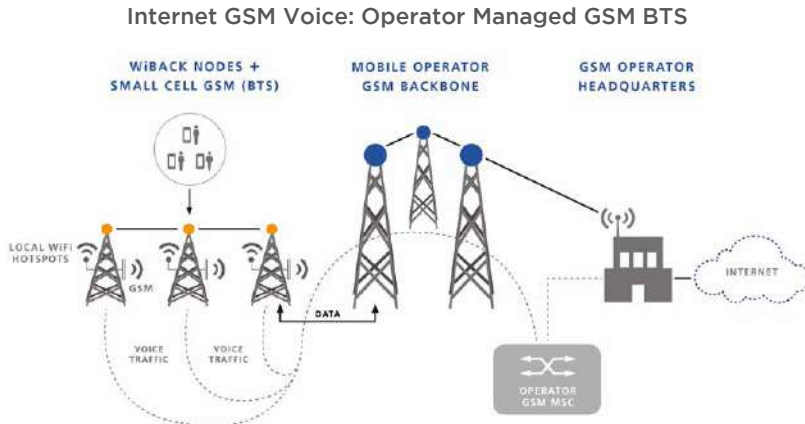 Internet GSM Voice: Operator Managed GSM BTS
WiBACK NODES +
SMALL CELL GSM (BTS)
MOBILE OPERATOR
GSM BACKBONE
GSM OPERATOR
HEADQUARTERS
LOCAL WiFi
HOTSPOTS
GSM
INTERNET
DATA
VOICE
TRAFFIC
VOICE
TRAFFIC
OPERATOR
GSM MSC